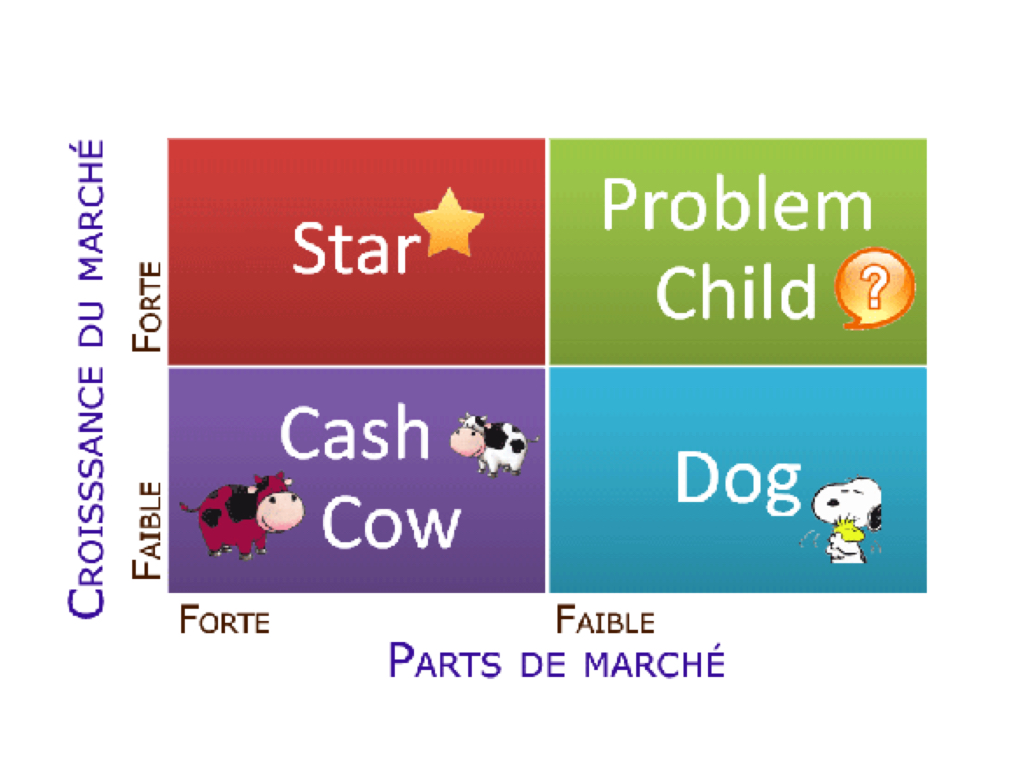 CROISSSANCE DU MARCHÉ
FORTE
FAIBLE
Star
Problem
Child
?
Cash
Cow
Dog
FORTE
FAIBLE
PARTS DE MARCHÉ